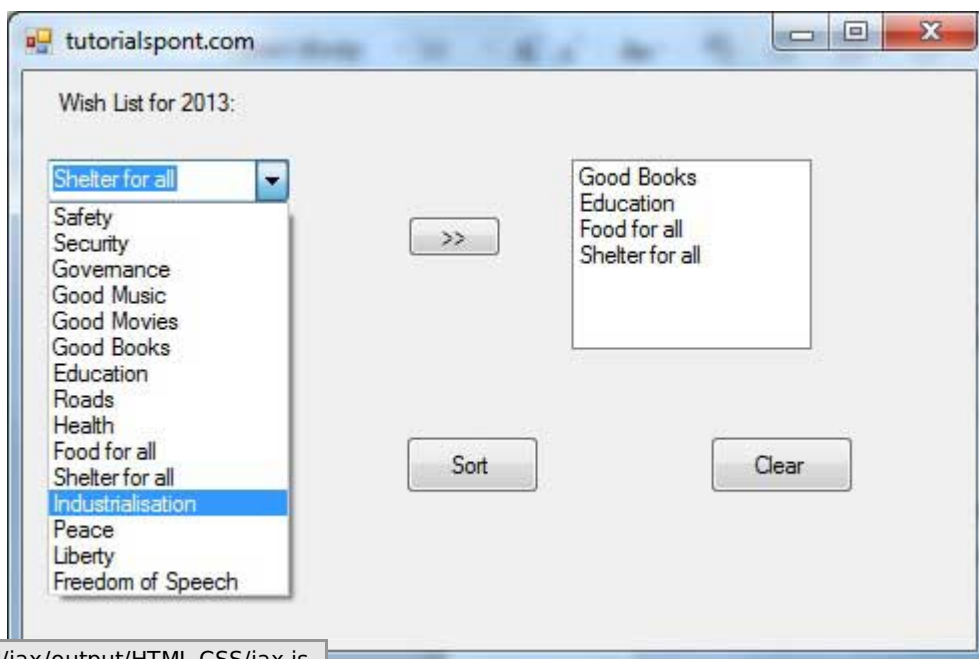 tutorialspont.com
Wish List for 2013:
Shelter for all
Safety
Security
Governance
Good Music
Good Movies
Good Books
Education
Roads
Health
Food for all
Shelter for all
Industrialisation
Peace
Liberty
Freedom of Speech
>>
Good Books
Education
Food for all
Shelter for all
Sort
Clear
/jax/output/HTML-CSS/jax.js